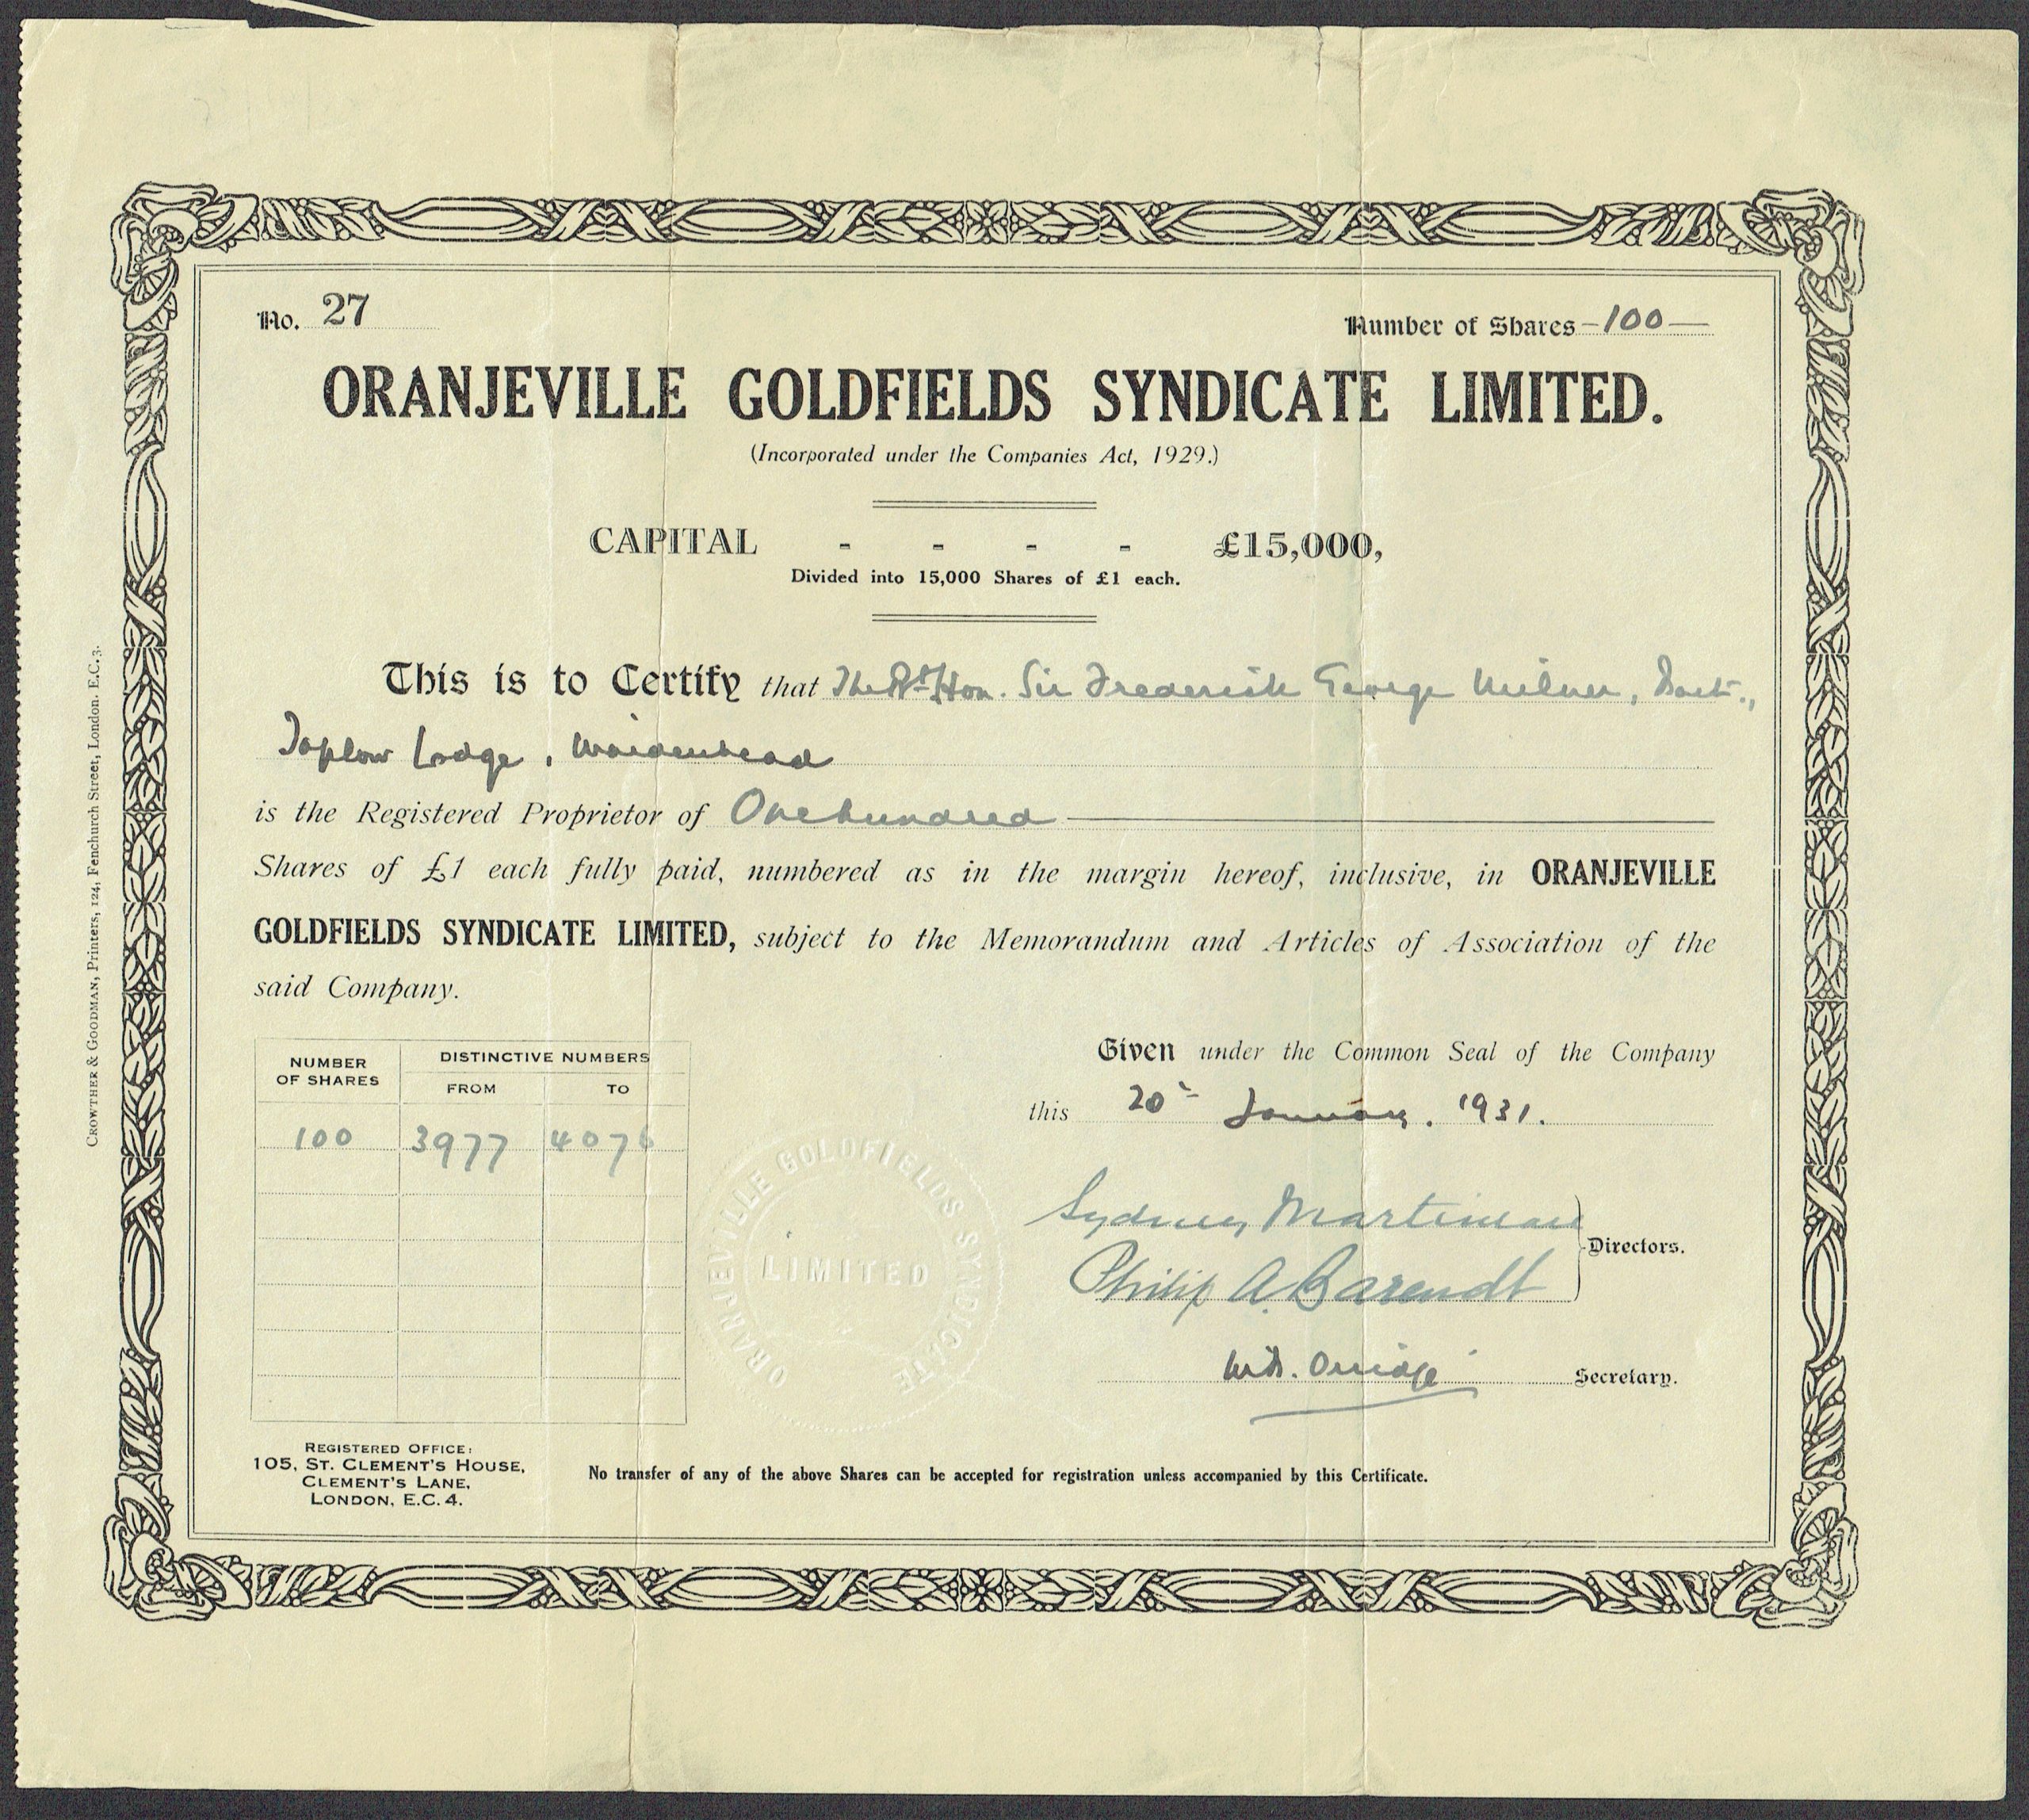 No. 27
Number of Shares - 100 -
ORANJEVILLE GOLDFIELDS SYNDICATE LIMITED.
(Incorporated under the Companies Act, 1929.)
CAPITAL - - - - £15,000,
Divided into 15,000 Shares of £1 each.
This is to Certify that The Rt Hon. Sir Frederick George Milner, Bart.,
Taplow Lodge, Maidenhead
is the Registered Proprietor of One hundred
Shares of £1 each fully paid, numbered as in the margin hereof, inclusive, in ORANJEVILLE
GOLDFIELDS SYNDICATE LIMITED, subject to the Memorandum and Articles of Association of the
said Company.
NUMBER OF SHARES
DISTINCTIVE NUMBERS
FROM TO
100 3977 4076
Given under the Common Seal of the Company
this 20th January. 1931.
Sydney
Philip A. Barendt
Directors.
Secretary.
ORANJEVILLE GOLDFIELDS SYNDICATE
LIMITED
REGISTERED OFFICE:
105, ST. CLEMENT'S HOUSE,
CLEMENT'S LANE,
LONDON, E.C.4.
No transfer of any of the above Shares can be accepted for registration unless accompanied by this Certificate.
CROWTHER & GOODMAN, Printers, 124, Fenchurch Street, London. E.C.3.